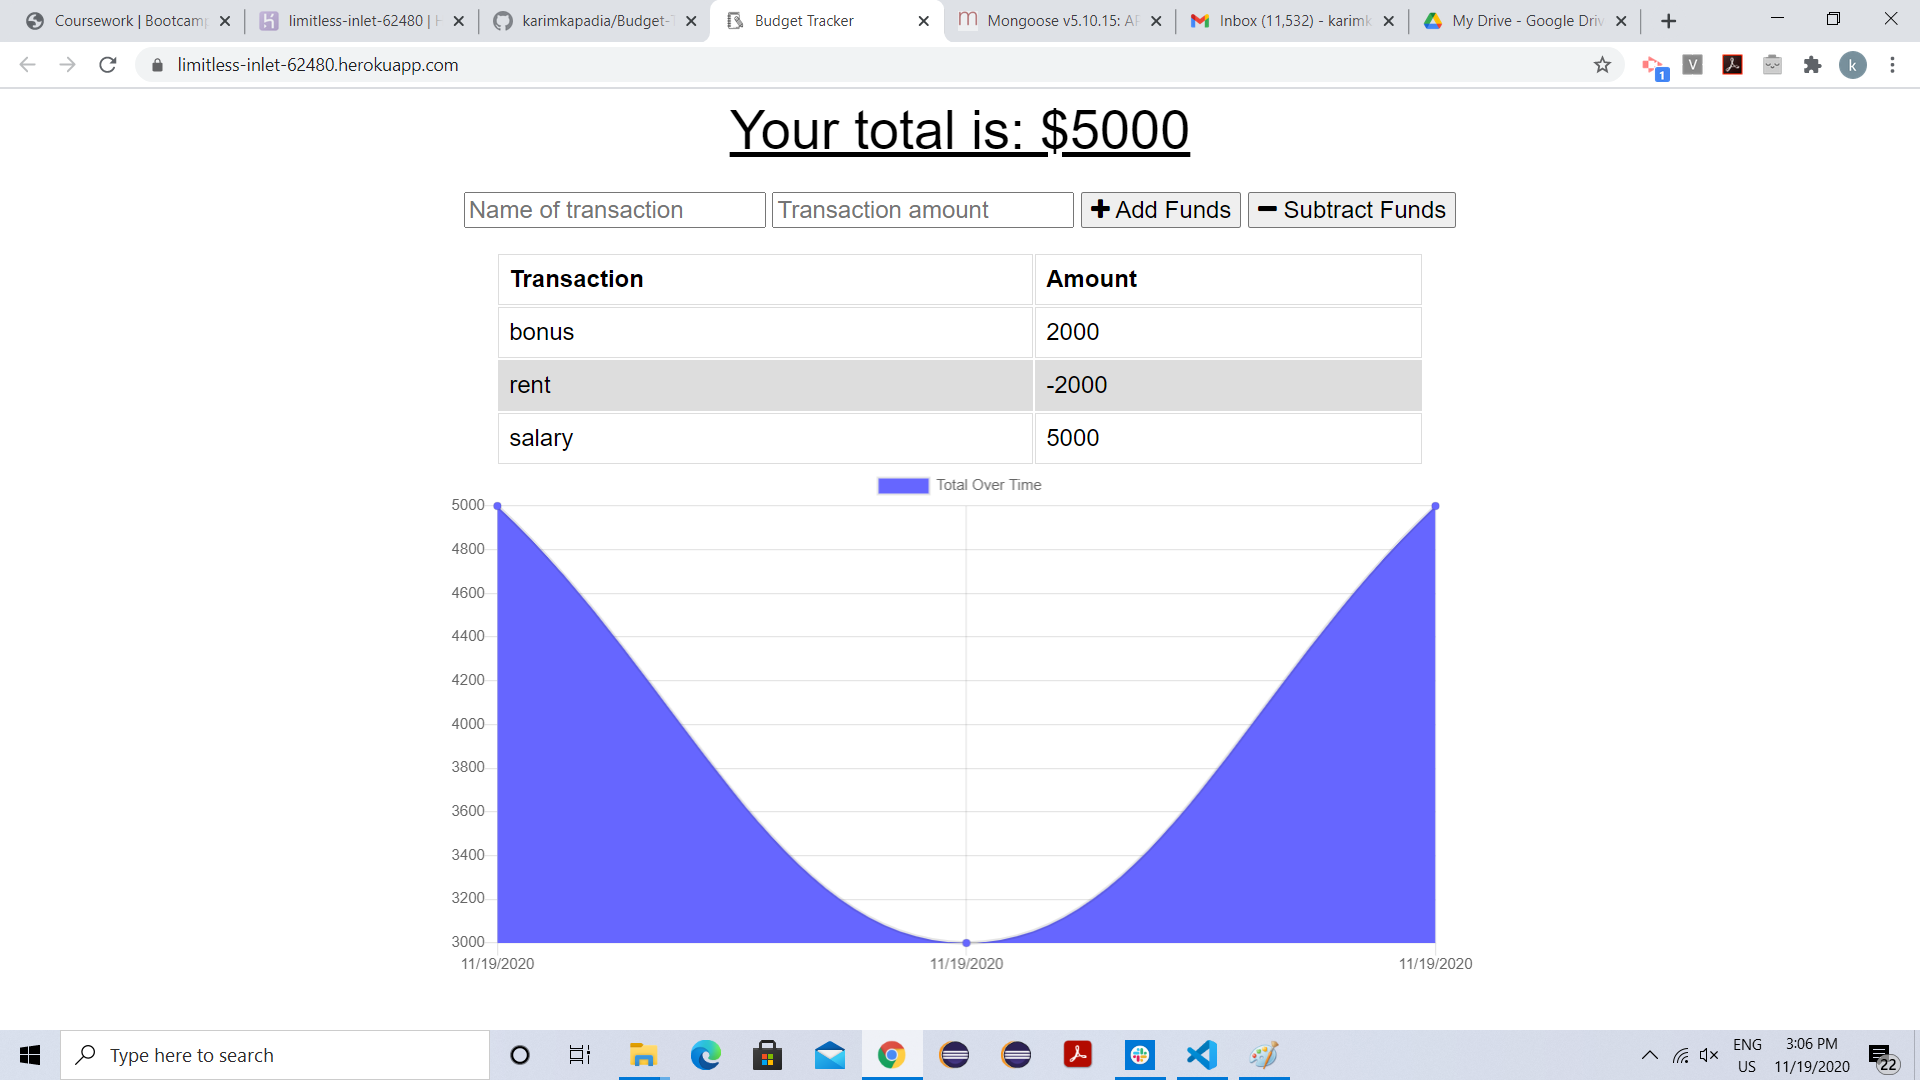 Coursework | Bootcamp
limitless-inlet-62480 | H
karimkapadia/Budget-T
Budget Tracker
Mongoose v5.10.15: AP
Inbox (11,532) - karimk
My Drive - Google Driv
limitless-inlet-62480.herokuapp.com
1
V
k
Your total is: $5000
Name of transaction
Transaction amount
Add Funds
Subtract Funds
Transaction Amount
bonus 2000
rent -2000
salary 5000
Total Over Time
5000
4800
4600
4400
4200
4000
3800
3600
3400
3200
3000
11/19/2020 11/19/2020 11/19/2020
Type here to search
ENG
US
3:06 PM
11/19/2020
22